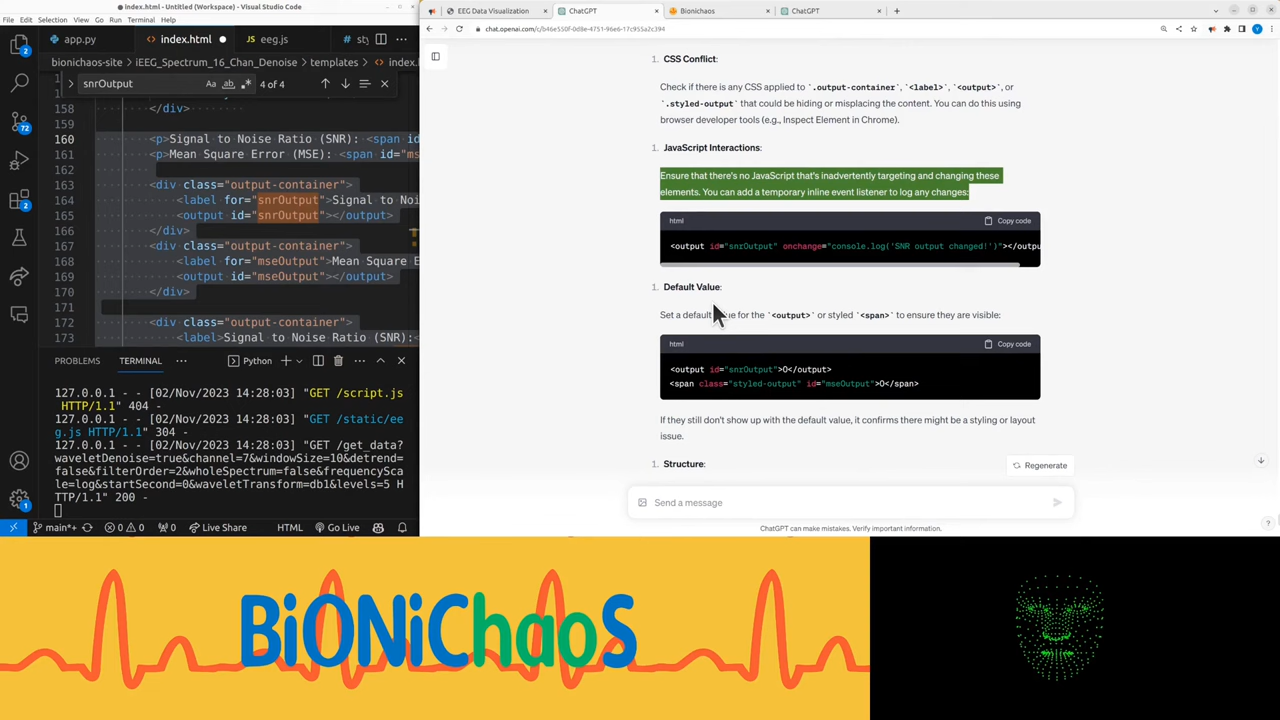 index.html - Untitled (Workspace) - Visual Studio Code
File Edit Selection View Go Run Terminal Help
app.py
index.html
eeg.js
bionichaos-site › iEEG_Spectrum_16_Chan_Denoise › templates › index.
snrOutput
4 of 4
158 </div>
159
160 <p>Signal to Noise Ratio (SNR): <span id=
161 <p>Mean Square Error (MSE): <span id="ms
162
163 <div class="output-container">
164 <label for="snrOutput">Signal to Noi
165 <output id="snrOutput"></output>
166 </div>
167 <div class="output-container">
168 <label for="mseOutput">Mean Square E
169 <output id="mseOutput"></output>
170 </div>
171
172 <div class="output-container">
173 <label>Signal to Noise Ratio (SNR):
PROBLEMS TERMINAL Python
127.0.0.1 - - [02/Nov/2023 14:28:03] "GET /script.js
HTTP/1.1" 404 -
127.0.0.1 - - [02/Nov/2023 14:28:03] "GET /static/ee
g.js HTTP/1.1" 304 -
127.0.0.1 - - [02/Nov/2023 14:28:03] "GET /get_data?
waveletDenoise=true&channel=7&windowSize=10&detrend=
false&filterOrder=2&wholeSpectrum=false&frequencySca
le=log&startSecond=0&waveletTransform=db1&levels=5 H
TTP/1.1" 200 -
main*+ 0 0 0 Live Share HTML Go Live
72
2
2
1
EEG Data Visualization
ChatGPT
Bionichaos
ChatGPT
chat.openai.com/c/b46e550f-0d8e-4751-96e6-17c955a2c394
1. CSS Conflict:
Check if there is any CSS applied to `.output-container`, `<label>`, `<output>`, or
`.styled-output` that could be hiding or misplacing the content. You can do this using
browser developer tools (e.g., Inspect Element in Chrome).
1. JavaScript Interactions:
Ensure that there's no JavaScript that's inadvertently targeting and changing these
elements. You can add a temporary inline event listener to log any changes:
html Copy code
<output id="snrOutput" onchange="console.log('SNR output changed!')"></outpu
1. Default Value:
Set a default value for the `<output>` or styled `<span>` to ensure they are visible:
html Copy code
<output id="snrOutput">0</output>
<span class="styled-output" id="mseOutput">0</span>
If they still don't show up with the default value, it confirms there might be a styling or layout
issue.
1. Structure:
Regenerate
Send a message
ChatGPT can make mistakes. Verify important information.
BiONiChaoS